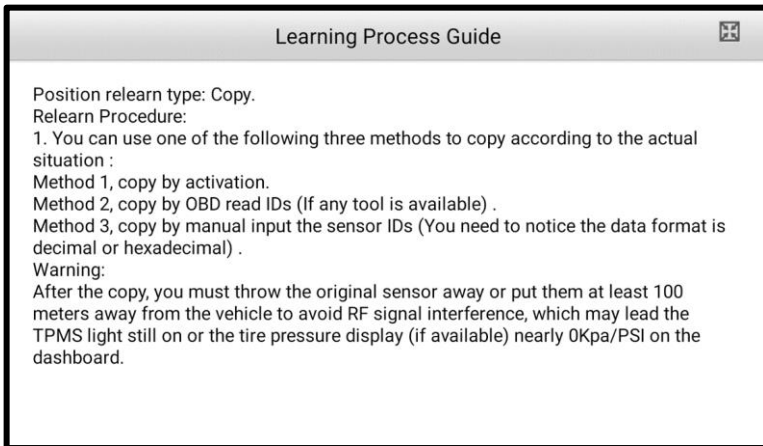 Learning Process Guide
Position relearn type: Copy.
Relearn Procedure:
1. You can use one of the following three methods to copy according to the actual
situation :
Method 1, copy by activation.
Method 2, copy by OBD read IDs (If any tool is available) .
Method 3, copy by manual input the sensor IDs (You need to notice the data format is
decimal or hexadecimal) .
Warning:
After the copy, you must throw the original sensor away or put them at least 100
meters away from the vehicle to avoid RF signal interference, which may lead the
TPMS light still on or the tire pressure display (if available) nearly 0Kpa/PSI on the
dashboard.